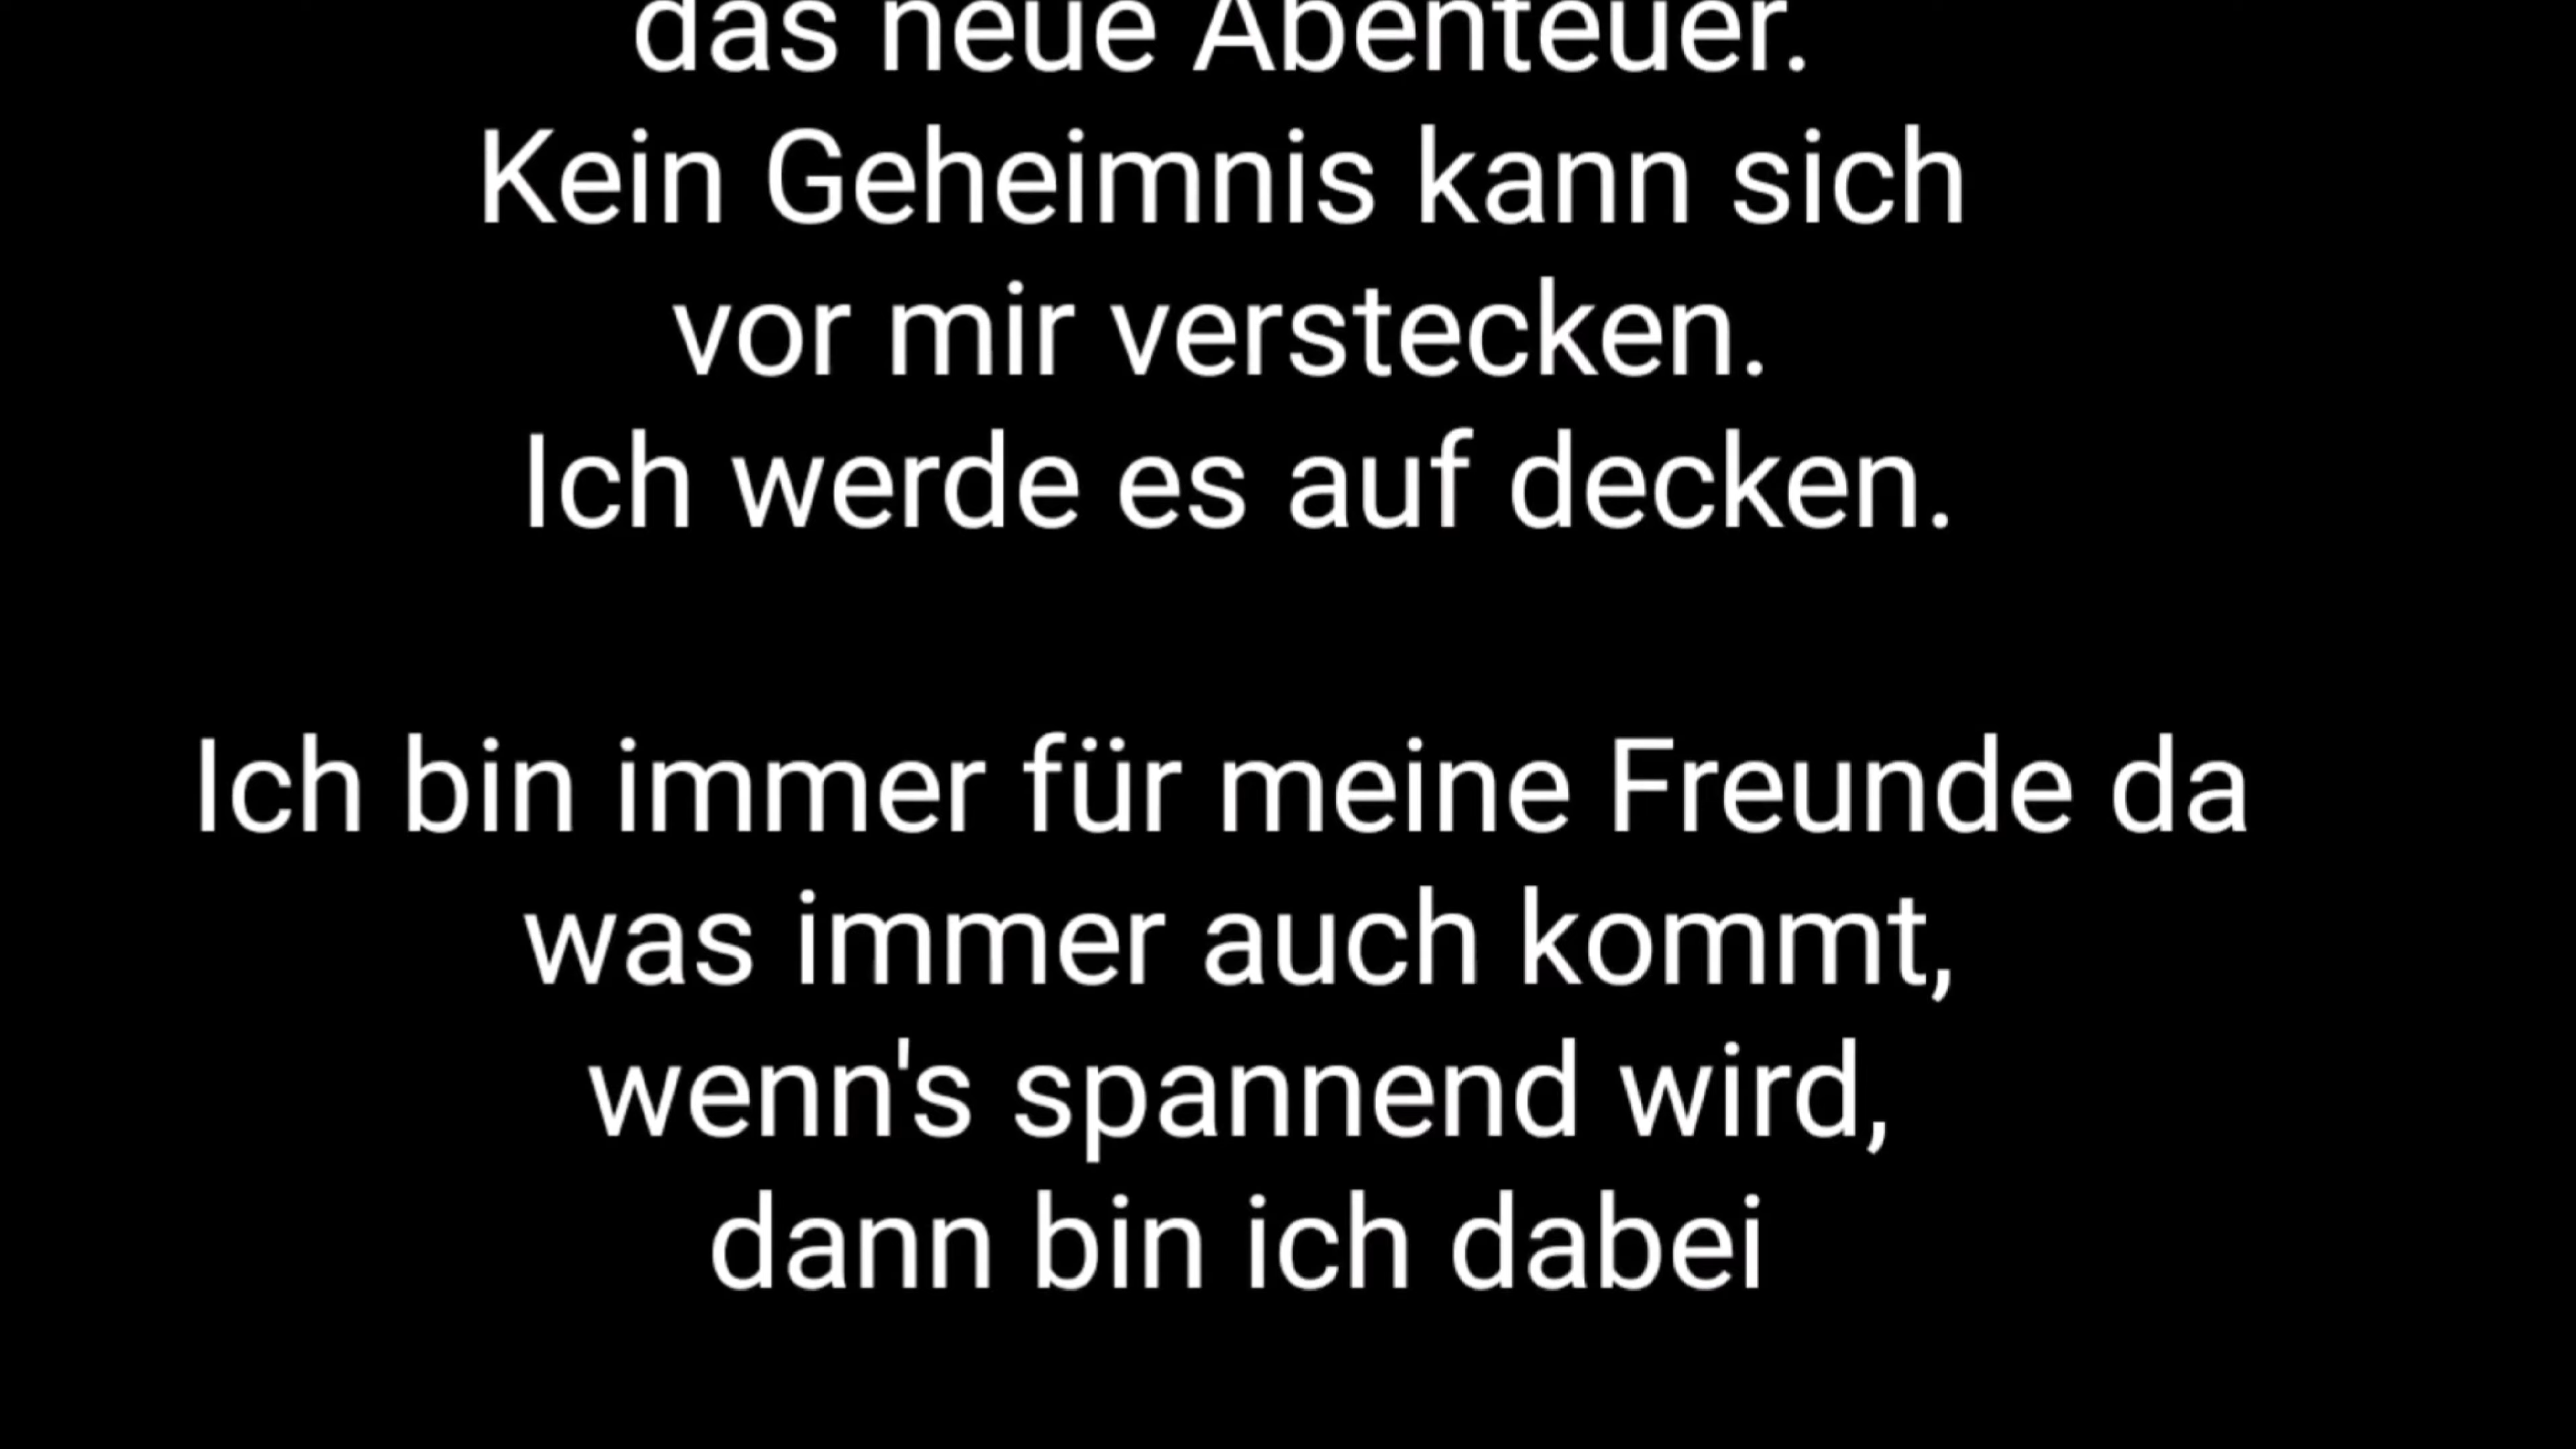 das neue Abenteuer.
Kein Geheimnis kann sich
vor mir verstecken.
Ich werde es auf decken.
Ich bin immer für meine Freunde da
was immer auch kommt,
wenn's spannend wird,
dann bin ich dabei